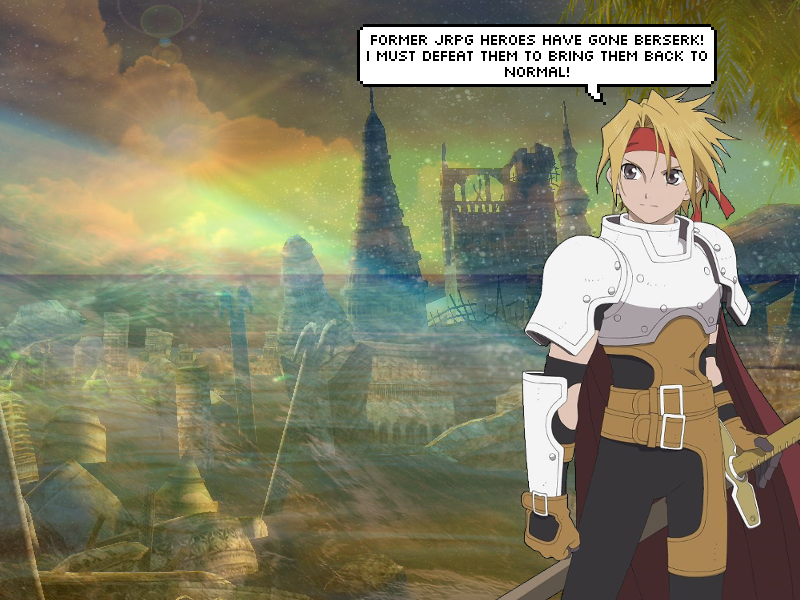 FORMER JRPG HEROES HAVE GONE BERSERK!
I MUST DEFEAT THEM TO BRING THEM BACK TO
NORMAL!